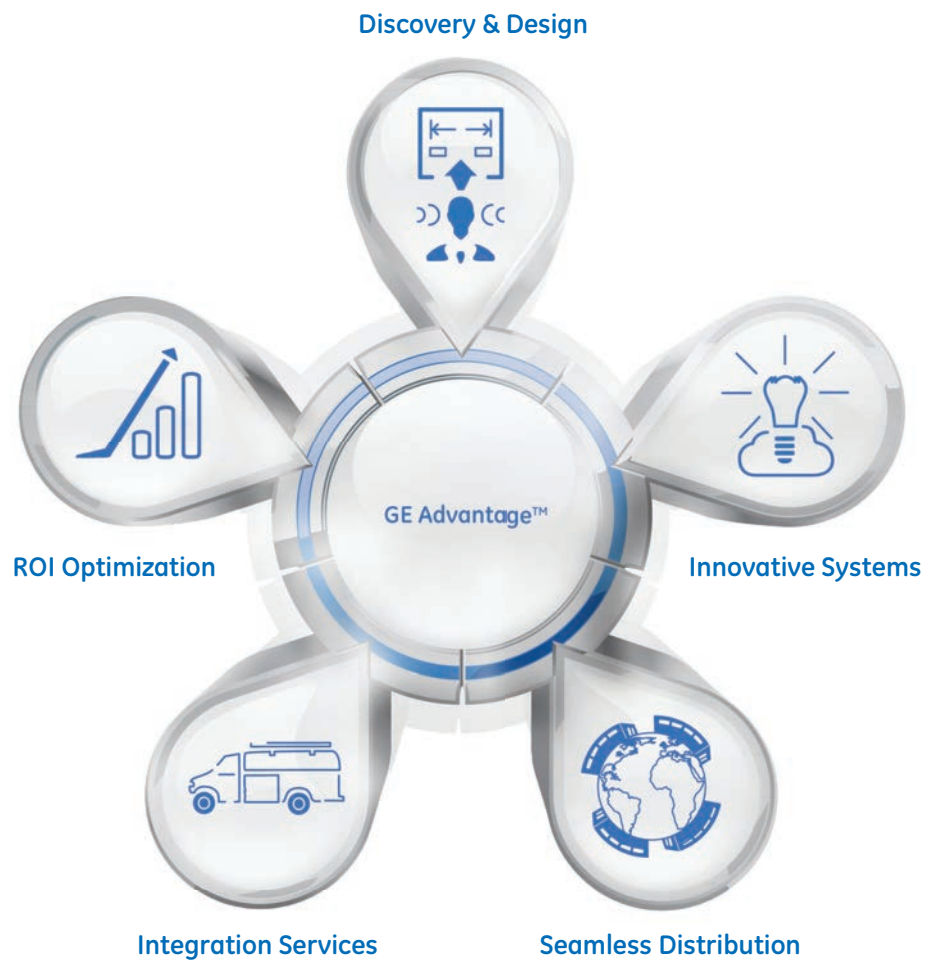 Discovery & Design
GE Advantage™
ROI Optimization
Innovative Systems
Integration Services
Seamless Distribution